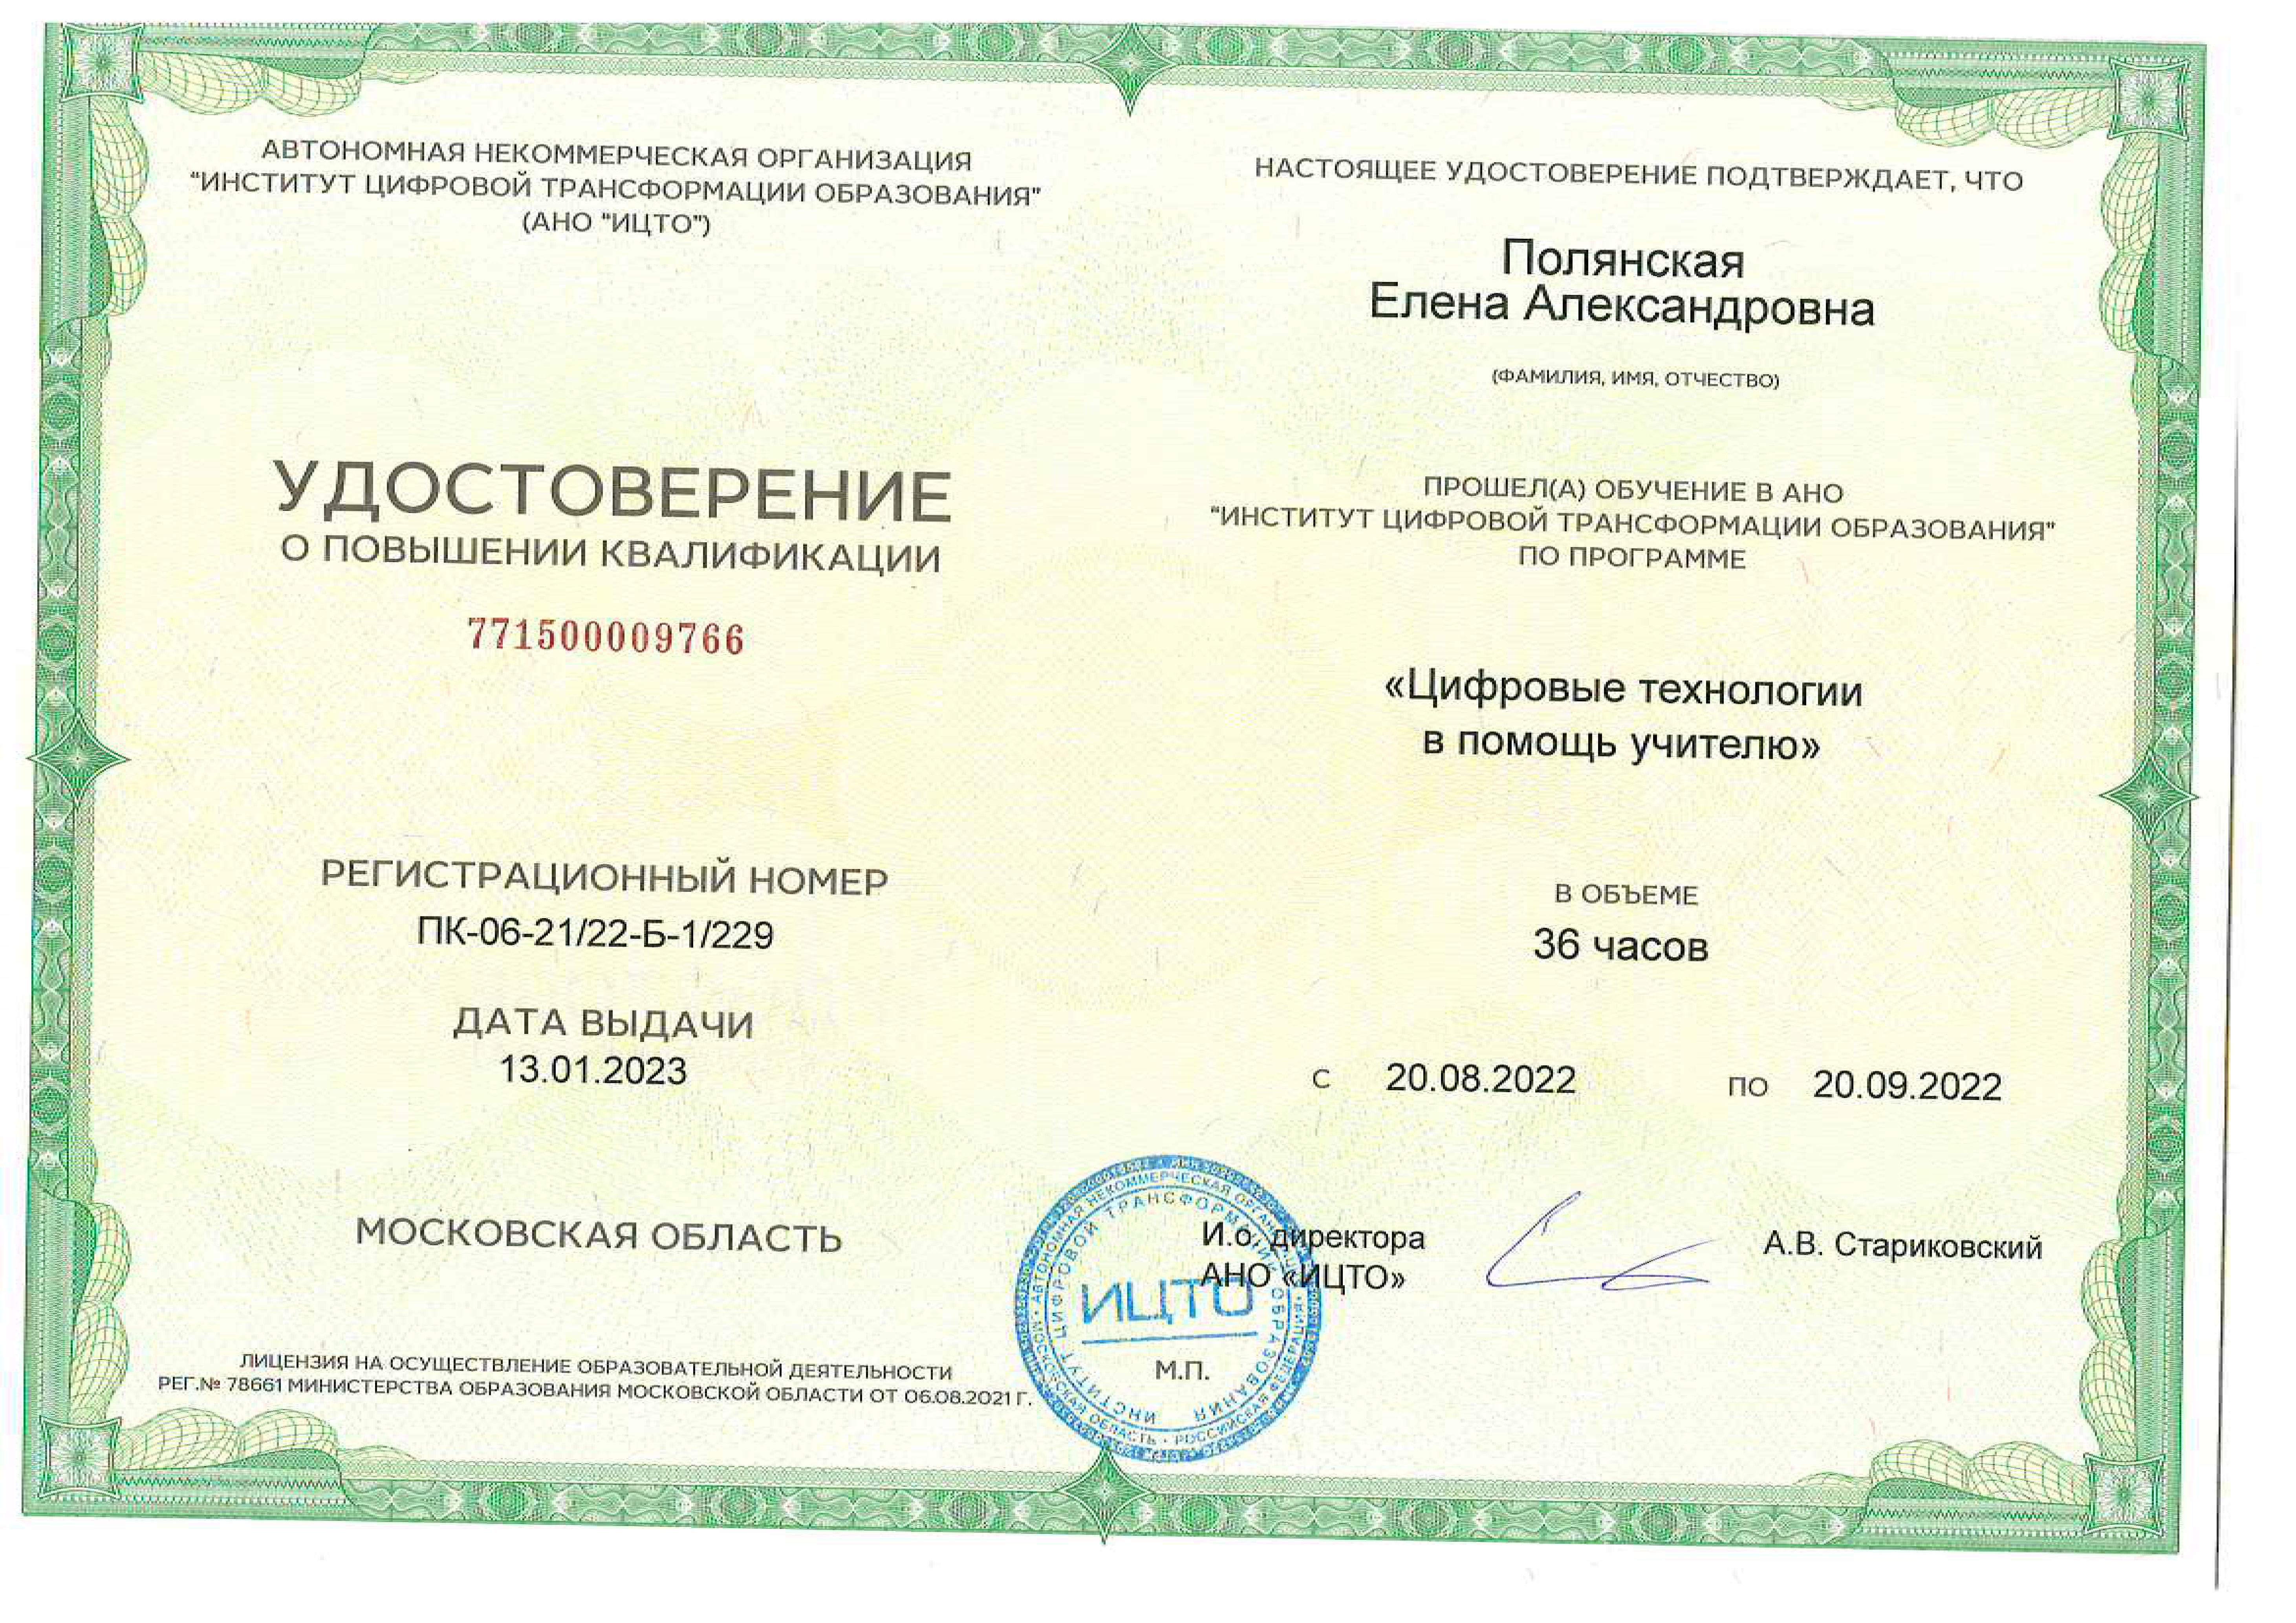 АВТОНОМНАЯ НЕКОММЕРЧЕСКАЯ ОРГАНИЗАЦИЯ
"ИНСТИТУТ ЦИФРОВОЙ ТРАНСФОРМАЦИИ ОБРАЗОВАНИЯ"
(АНО "ИЦТО")
УДОСТОВЕРЕНИЕ
О ПОВЫШЕНИИ КВАЛИФИКАЦИИ
771500009766
РЕГИСТРАЦИОННЫЙ НОМЕР
ПК-06-21/22-Б-1/229
ДАТА ВЫДАЧИ
13.01.2023
МОСКОВСКАЯ ОБЛАСТЬ
ЛИЦЕНЗИЯ НА ОСУЩЕСТВЛЕНИЕ ОБРАЗОВАТЕЛЬНОЙ ДЕЯТЕЛЬНОСТИ
РЕГ.№ 78661 МИНИСТЕРСТВА ОБРАЗОВАНИЯ МОСКОВСКОЙ ОБЛАСТИ ОТ 06.08.2021 Г.
НАСТОЯЩЕЕ УДОСТОВЕРЕНИЕ ПОДТВЕРЖДАЕТ, ЧТО
Полянская
Елена Александровна
(ФАМИЛИЯ, ИМЯ, ОТЧЕСТВО)
ПРОШЕЛ(А) ОБУЧЕНИЕ В АНО
"ИНСТИТУТ ЦИФРОВОЙ ТРАНСФОРМАЦИИ ОБРАЗОВАНИЯ"
ПО ПРОГРАММЕ
«Цифровые технологии
в помощь учителю»
В ОБЪЕМЕ
36 часов
С 20.08.2022 ПО 20.09.2022
И.о. директора
АНО «ИЦТО»
А.В. Стариковский
М.П.
ИЦТО
ИНСТИТУТ ЦИФРОВОЙ ТРАНСФОРМАЦИИ ОБРАЗОВАНИЯ
МОСКОВСКАЯ ОБЛАСТЬ • РОССИЙСКАЯ ФЕДЕРАЦИЯ • АВТОНОМНАЯ НЕКОММЕРЧЕСКАЯ ОРГАНИЗАЦИЯ